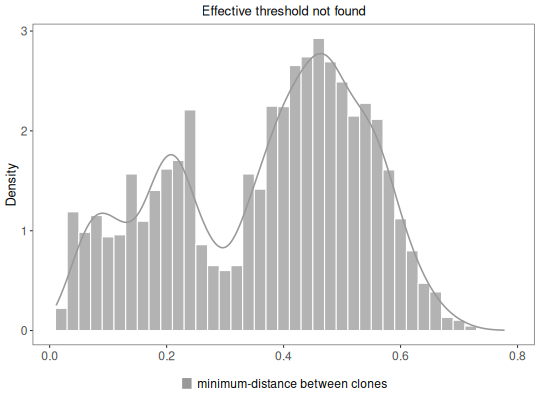 Effective threshold not found
Density
3
2
1
0
0.0 0.2 0.4 0.6 0.8
minimum-distance between clones